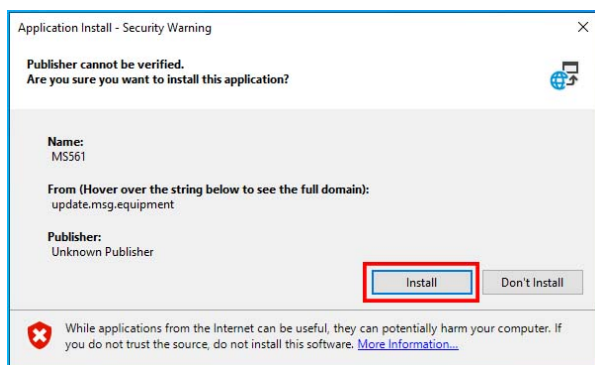 Application Install - Security Warning
Publisher cannot be verified.
Are you sure you want to install this application?
Name:
MS561
From (Hover over the string below to see the full domain):
update.msg.equipment
Publisher:
Unknown Publisher
Install
Don't Install
While applications from the Internet can be useful, they can potentially harm your computer. If
you do not trust the source, do not install this software. More Information...